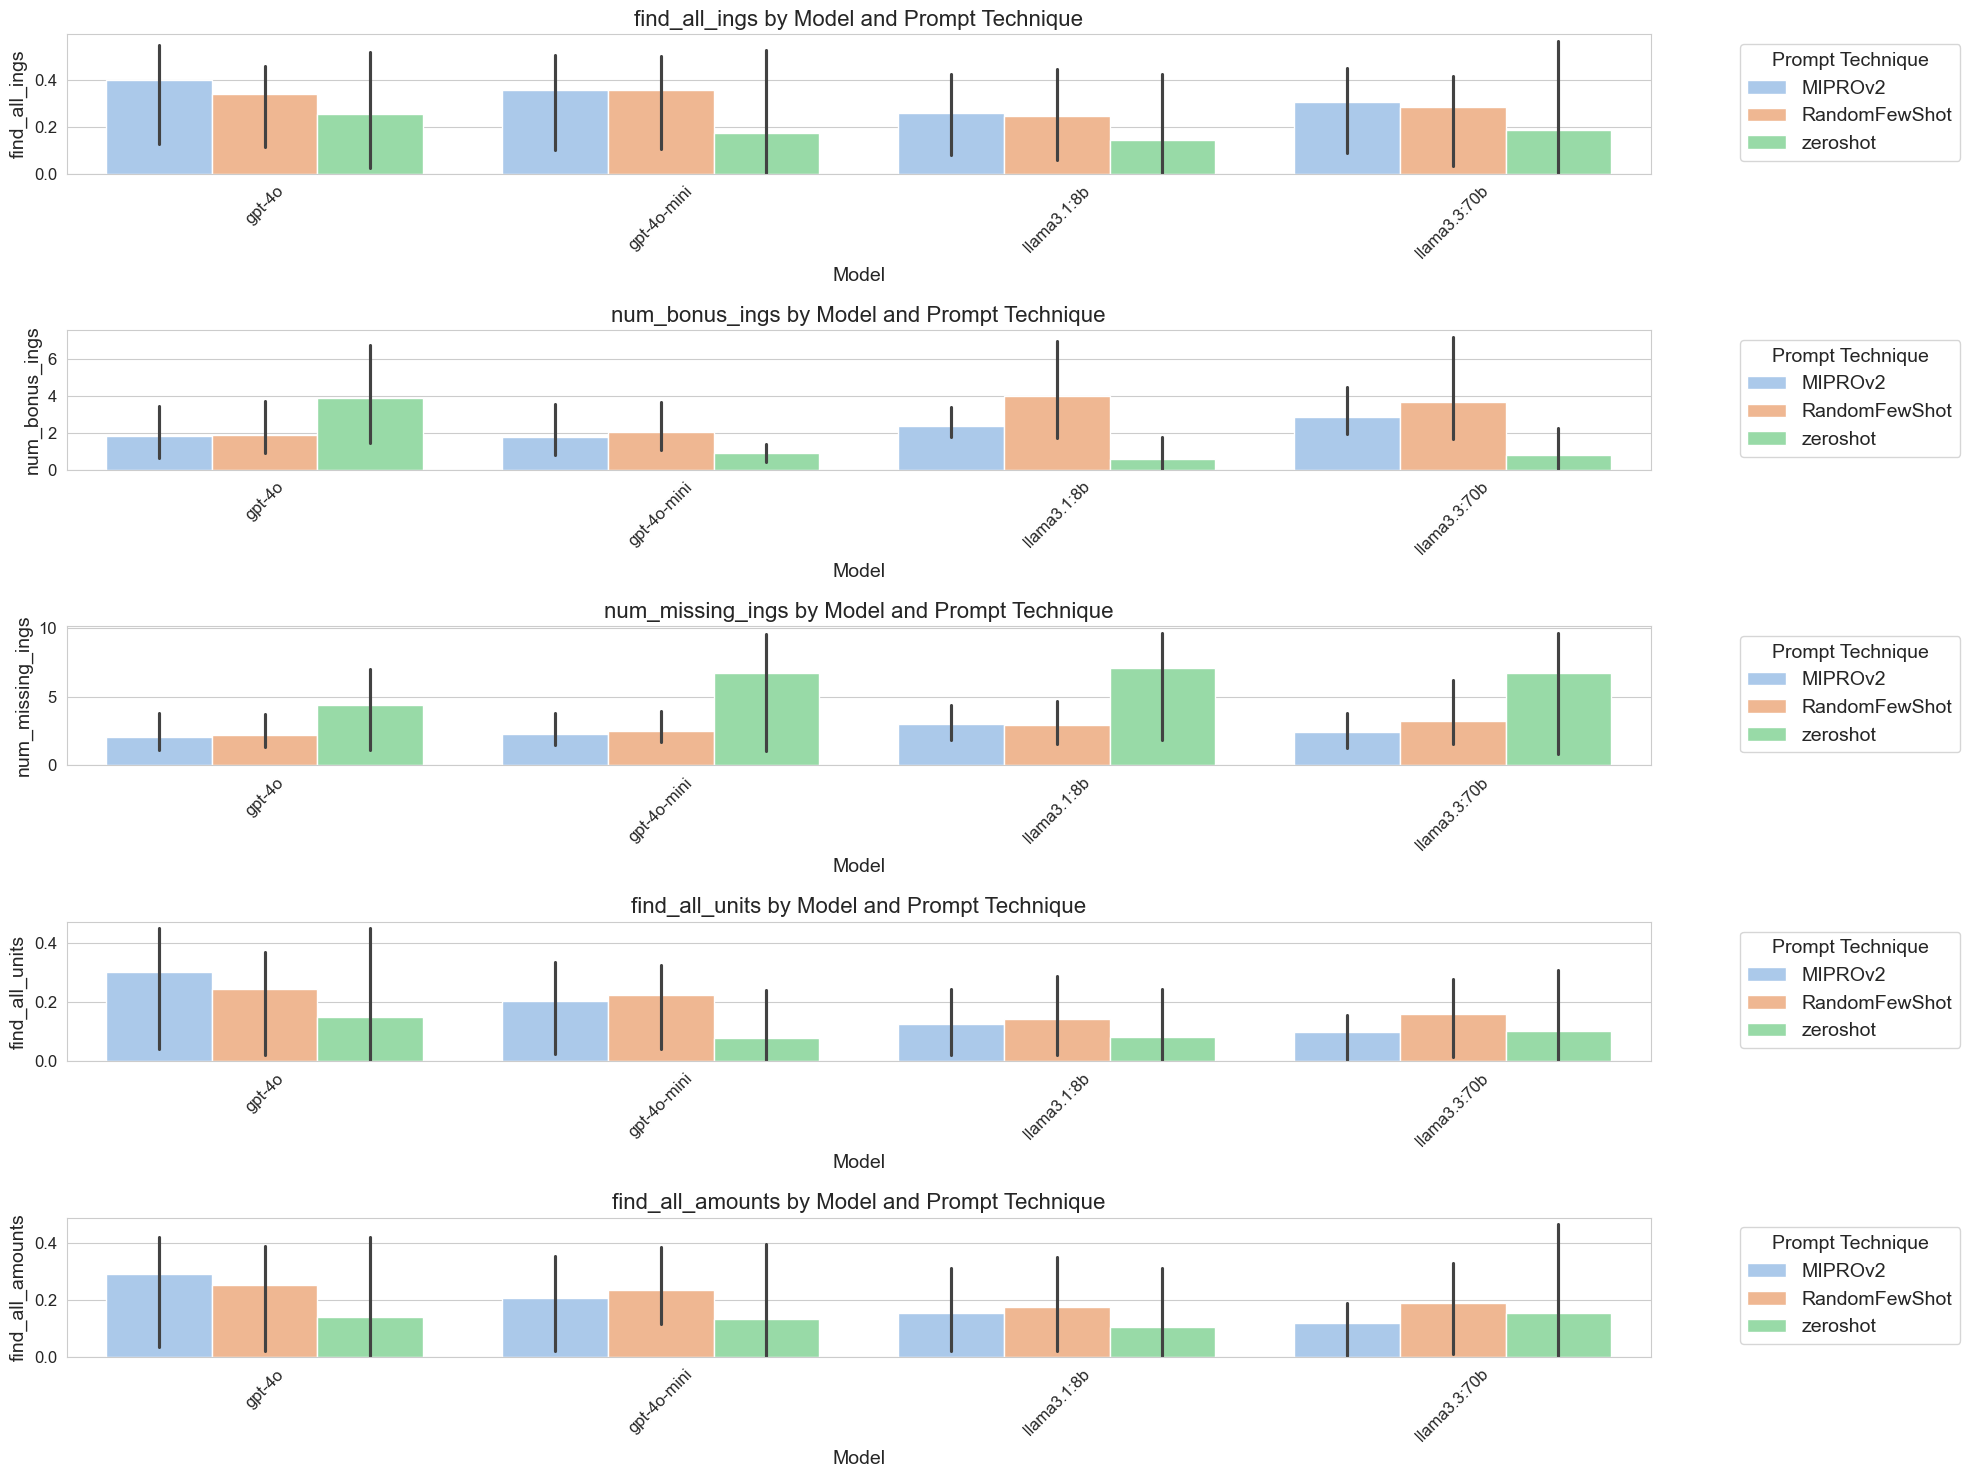 find_all_ings by Model and Prompt Technique
find_all_ings
0.4
0.2
0.0
gpt-4o
gpt-4o-mini
llama3.1:8b
llama3.3:70b
Model
Prompt Technique
MIPROv2
RandomFewShot
zeroshot
num_bonus_ings by Model and Prompt Technique
num_bonus_ings
6
4
2
0
gpt-4o
gpt-4o-mini
llama3.1:8b
llama3.3:70b
Model
Prompt Technique
MIPROv2
RandomFewShot
zeroshot
num_missing_ings by Model and Prompt Technique
num_missing_ings
10
5
0
gpt-4o
gpt-4o-mini
llama3.1:8b
llama3.3:70b
Model
Prompt Technique
MIPROv2
RandomFewShot
zeroshot
find_all_units by Model and Prompt Technique
find_all_units
0.4
0.2
0.0
gpt-4o
gpt-4o-mini
llama3.1:8b
llama3.3:70b
Model
Prompt Technique
MIPROv2
RandomFewShot
zeroshot
find_all_amounts by Model and Prompt Technique
find_all_amounts
0.4
0.2
0.0
gpt-4o
gpt-4o-mini
llama3.1:8b
llama3.3:70b
Model
Prompt Technique
MIPROv2
RandomFewShot
zeroshot